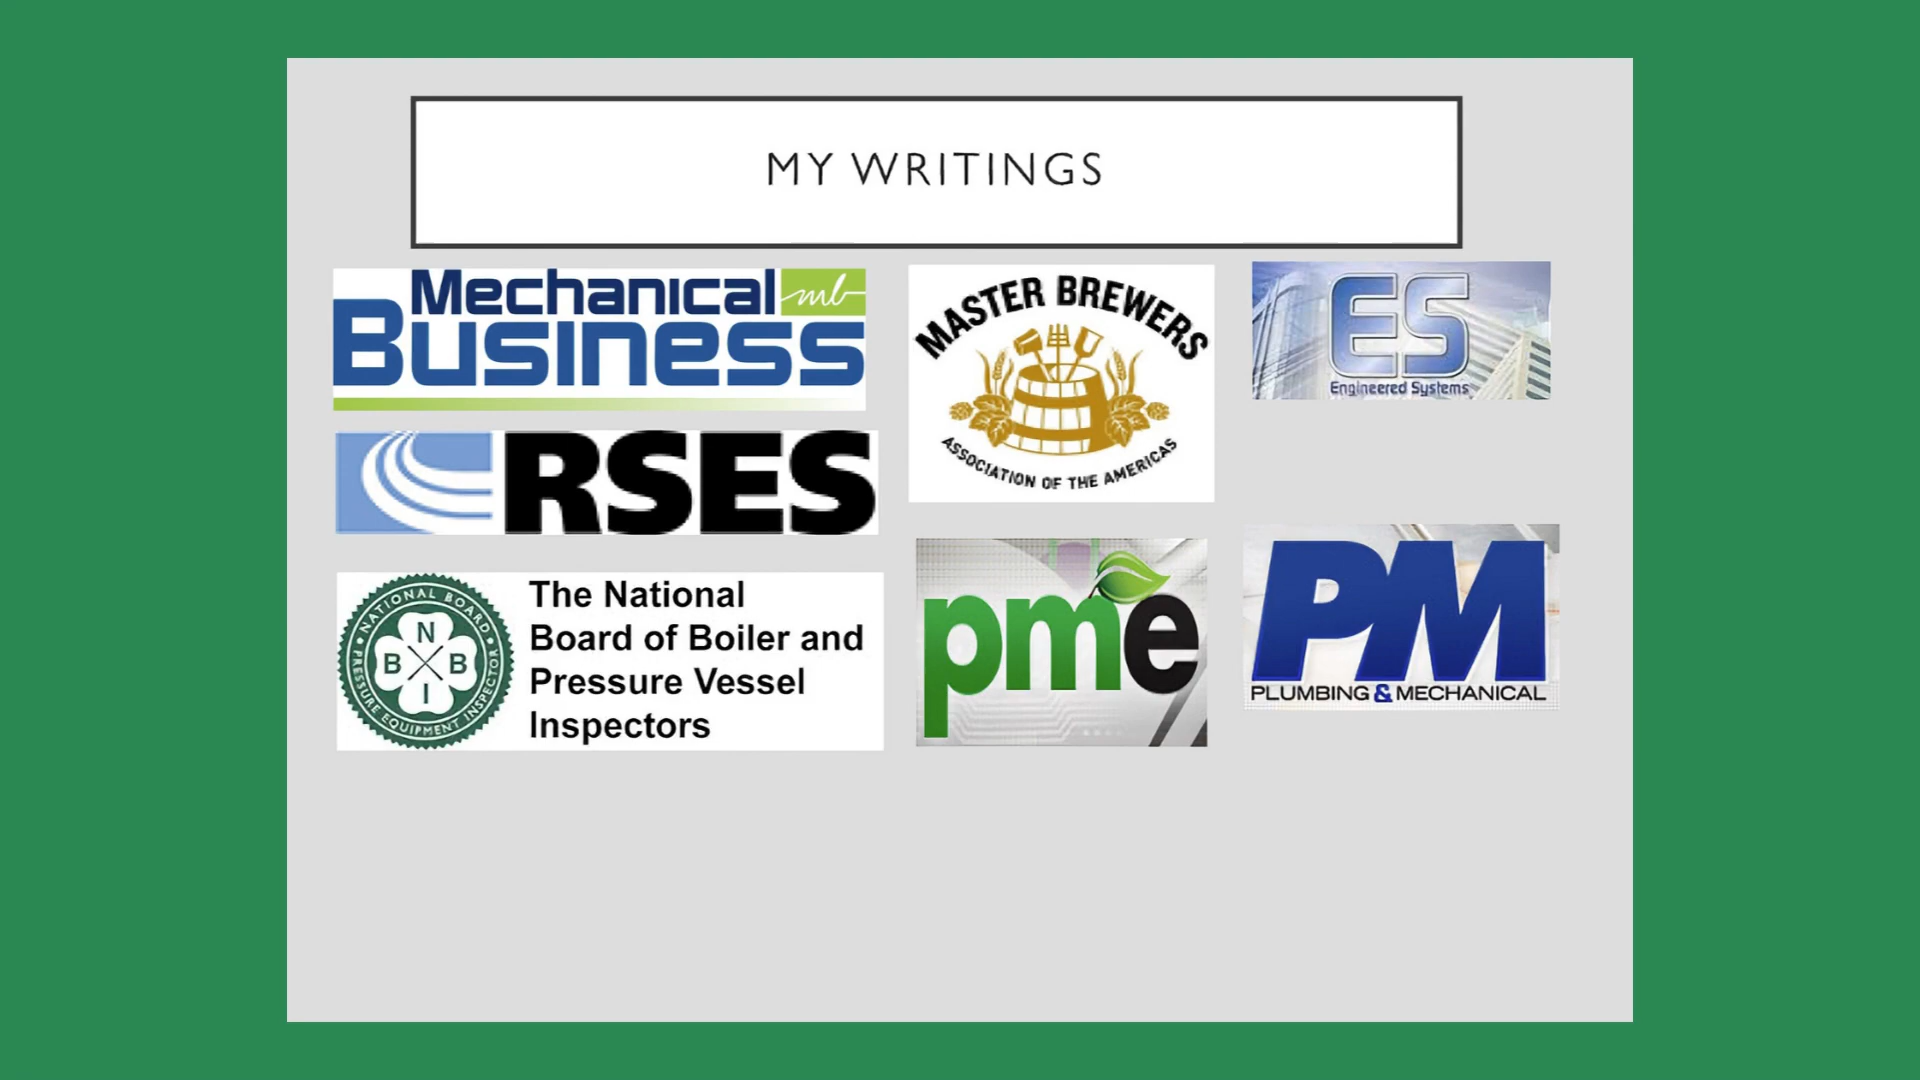 MY WRITINGS
Mechanical mb
Business
RSES
NATIONAL BOARD
PRESSURE EQUIPMENT INSPECTOR
N
B B
I
The National
Board of Boiler and
Pressure Vessel
Inspectors
MASTER BREWERS
ASSOCIATION OF THE AMERICAS
pme
ES
Engineered Systems
PM
PLUMBING & MECHANICAL